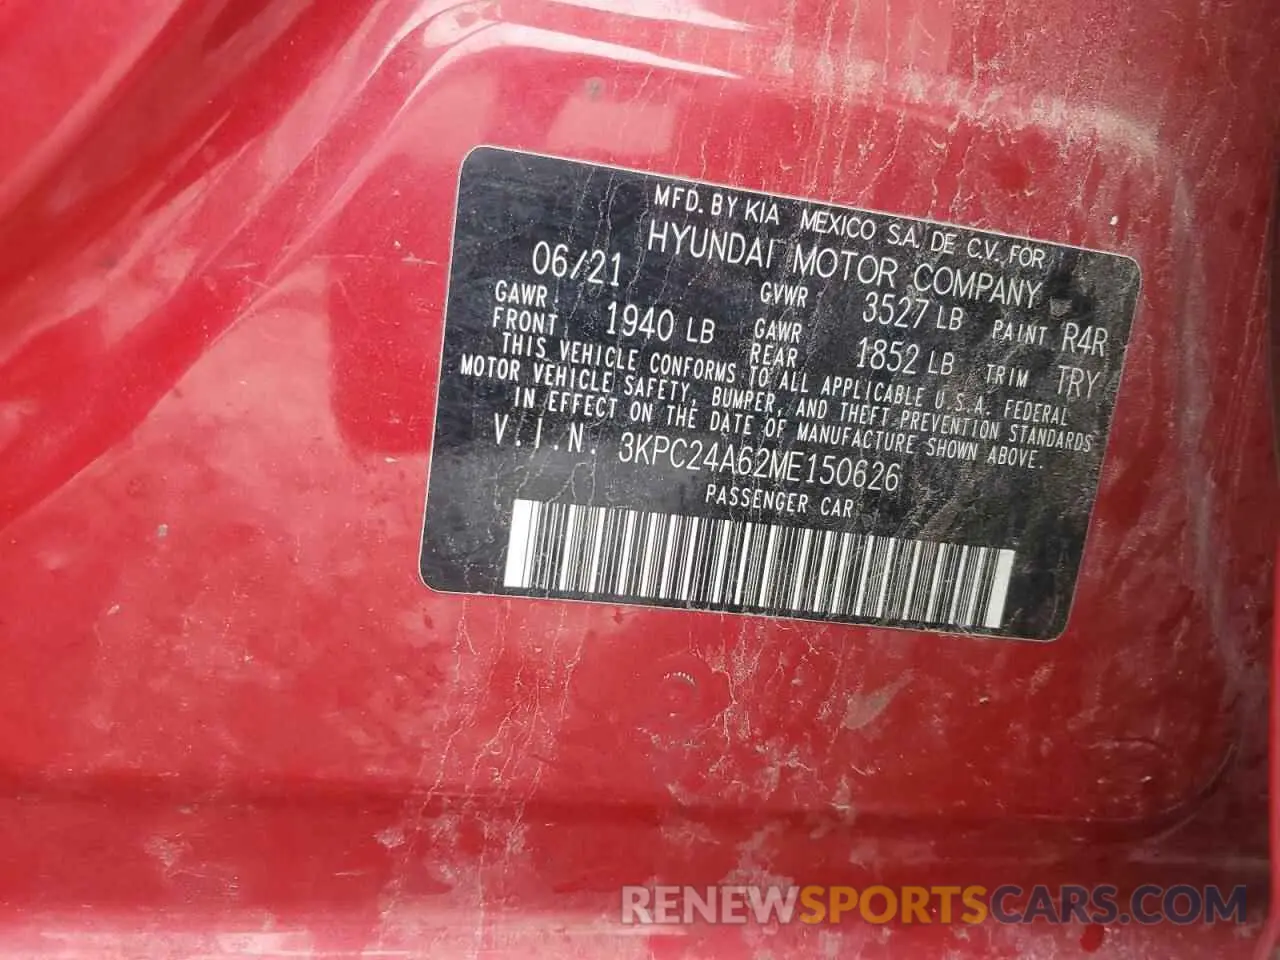 MFD. BY KIA MEXICO S.A. DE C.V. FOR
HYUNDAI MOTOR COMPANY
06/21
GVWR 3527 LB PAINT R4R
GAWR FRONT 1940 LB GAWR REAR 1852 LB TRIM TRY
THIS VEHICLE CONFORMS TO ALL APPLICABLE U.S.A. FEDERAL
MOTOR VEHICLE SAFETY, BUMPER, AND THEFT PREVENTION STANDARDS
IN EFFECT ON THE DATE OF MANUFACTURE SHOWN ABOVE.
V.I.N. 3KPC24A62ME150626
PASSENGER CAR
RENEWSPORTSCARS.COM